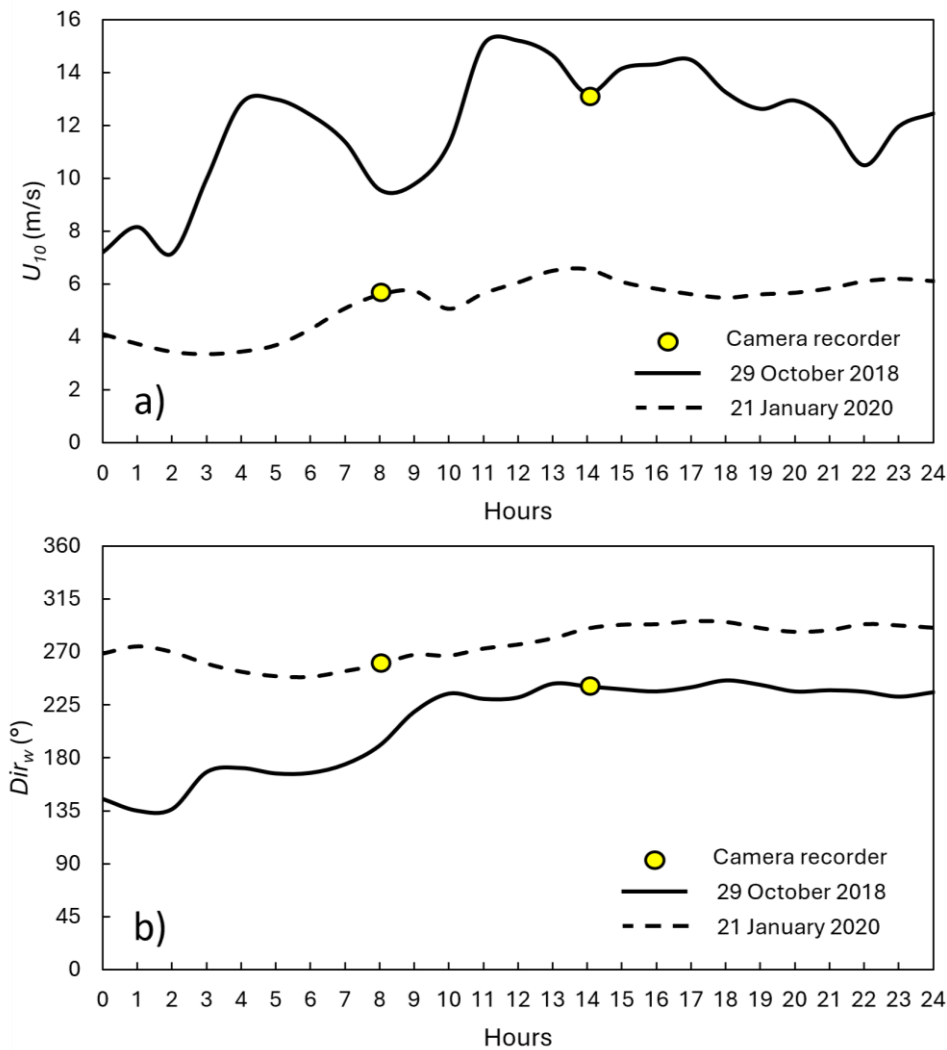 16
14
12
10
8
6
4
2
0
U10 (m/s)
Camera recorder
29 October 2018
21 January 2020
a)
0 1 2 3 4 5 6 7 8 9 10 11 12 13 14 15 16 17 18 19 20 21 22 23 24
Hours
360
315
270
225
180
135
90
45
0
Dirw (°)
Camera recorder
29 October 2018
21 January 2020
b)
0 1 2 3 4 5 6 7 8 9 10 11 12 13 14 15 16 17 18 19 20 21 22 23 24
Hours